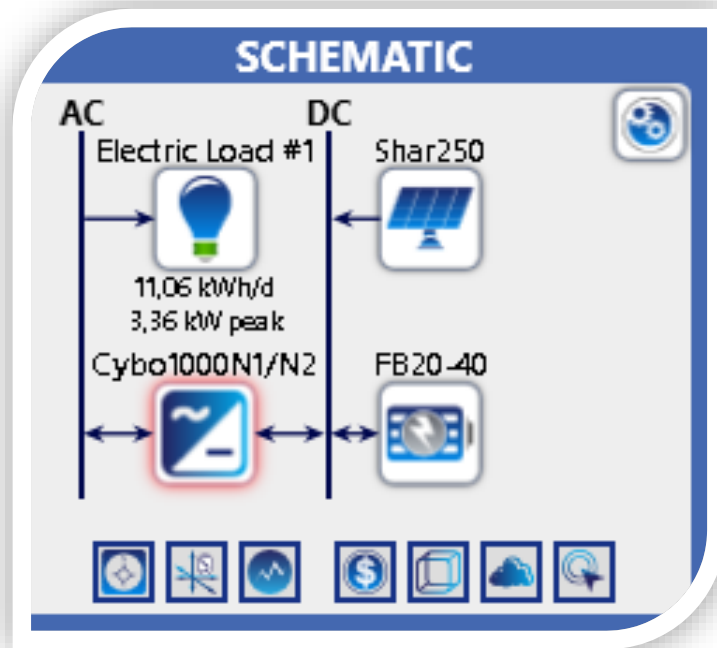 SCHEMATIC
AC
DC
Electric Load #1
Shar250
11,06 kWh/d
3,36 kW peak
Cybo1000N1/N2
FB20-40